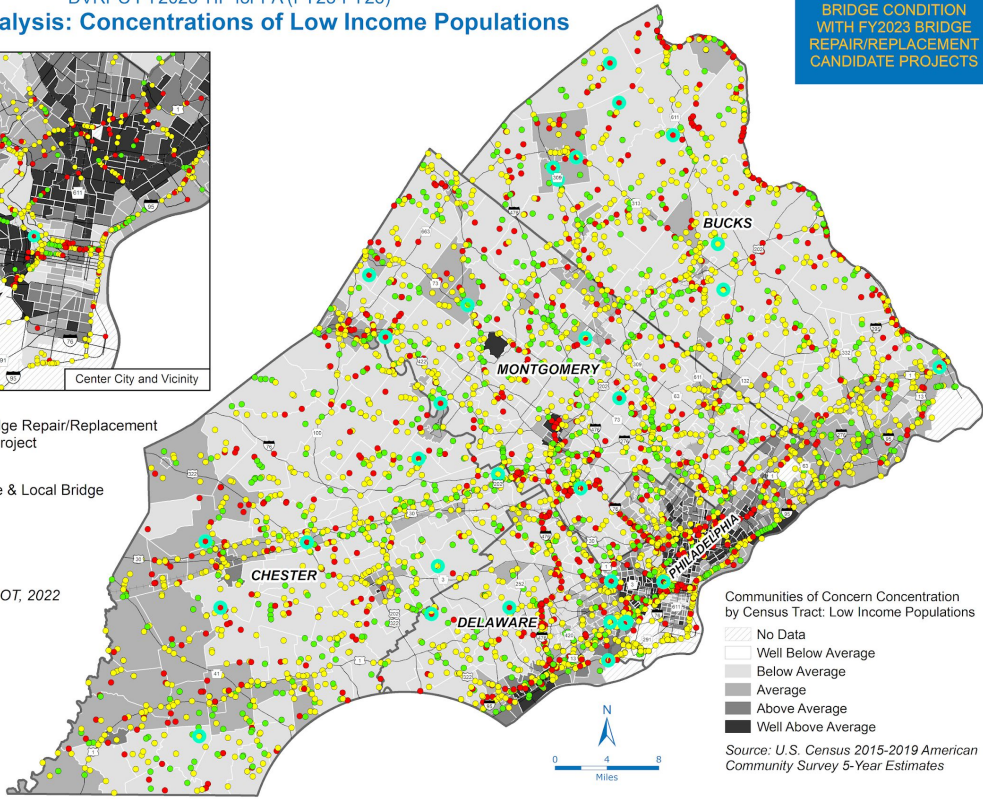 alysis: Concentrations of Low Income Populations
BRIDGE CONDITION
WITH FY2023 BRIDGE
REPAIR/REPLACEMENT
CANDIDATE PROJECTS
Center City and Vicinity
dge Repair/Replacement
roject
e & Local Bridge
OT, 2022
BUCKS
MONTGOMERY
PHILADELPHIA
CHESTER
DELAWARE
N
0 4 8
Miles
Communities of Concern Concentration
by Census Tract: Low Income Populations
No Data
Well Below Average
Below Average
Average
Above Average
Well Above Average
Source: U.S. Census 2015-2019 American
Community Survey 5-Year Estimates